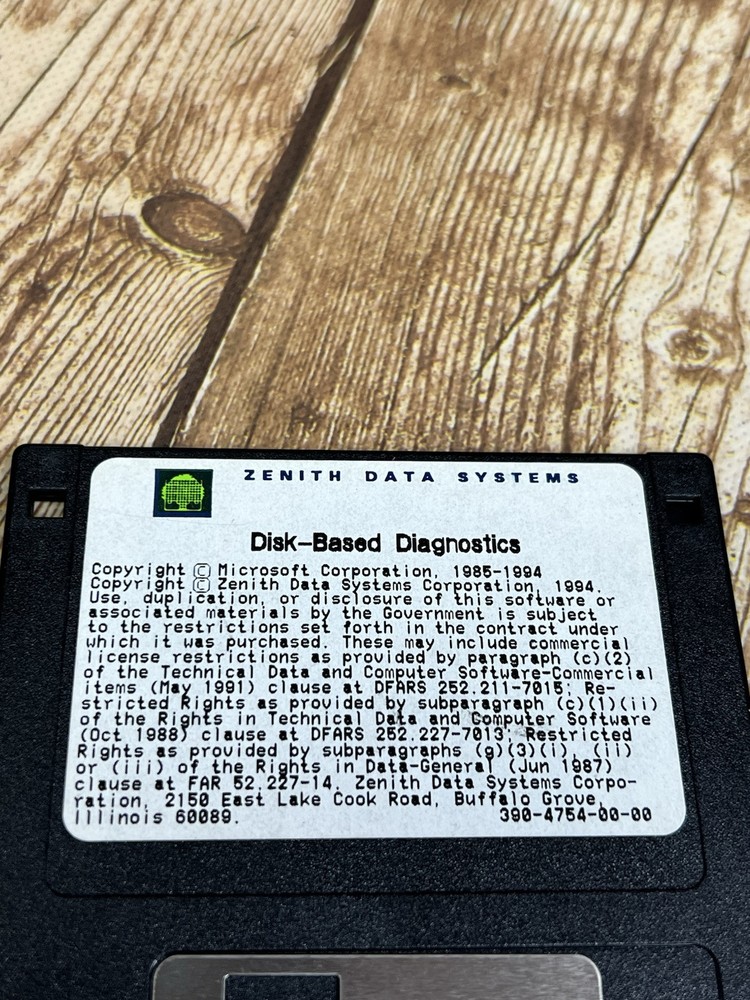 ZENITH DATA SYSTEMS
Disk-Based Diagnostics
Copyright © Microsoft Corporation, 1985-1994
Copyright © Zenith Data Systems Corporation, 1994.
Use, duplication, or disclosure of this software or
associated materials by the Government is subject
to the restrictions set forth in the contract under
which it was purchased. These may include commercial
license restrictions as provided by paragraph (c)(2)
of the Technical Data and Computer Software-Commercial
items (May 1991) clause at DFARS 252.211-7015; Re-
stricted Rights as provided by subparagraph (c)(1)(ii)
of the Rights in Technical Data and Computer Software
(Oct 1988) clause at DFARS 252.227-7013; Restricted
Rights as provided by subparagraphs (g)(3)(i), (ii)
or (iii) of the Rights in Data-General (Jun 1987)
clause at FAR 52.227-14. Zenith Data Systems Corpo-
ration, 2150 East Lake Cook Road, Buffalo Grove,
Illinois 60089. 390-4754-00-00